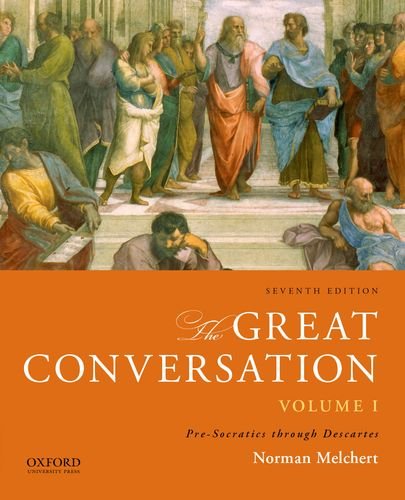 SEVENTH EDITION
The GREAT
CONVERSATION
VOLUME I
Pre-Socratics through Descartes
Norman Melchert
OXFORD
UNIVERSITY PRESS